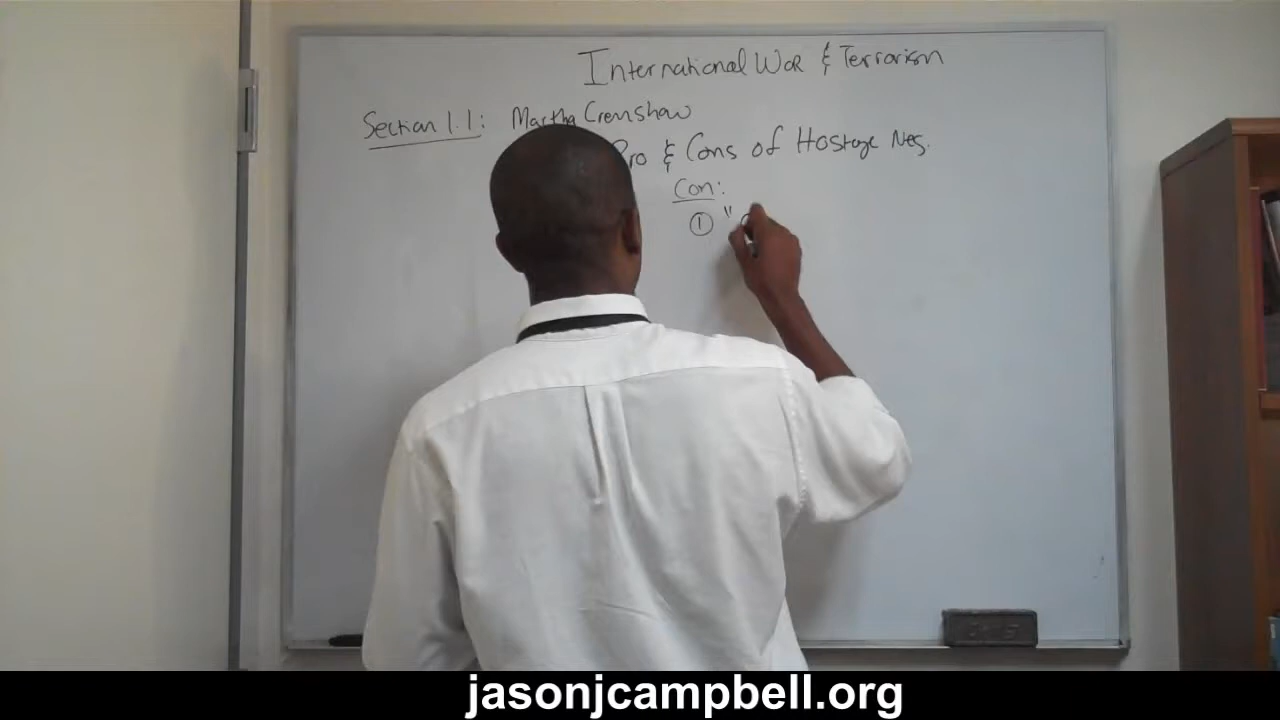 International War & Terrorism
Section 1.1: Martha Crenshaw
Pro & Cons of Hostage Neg.
Con:
① "
jasonjcampbell.org